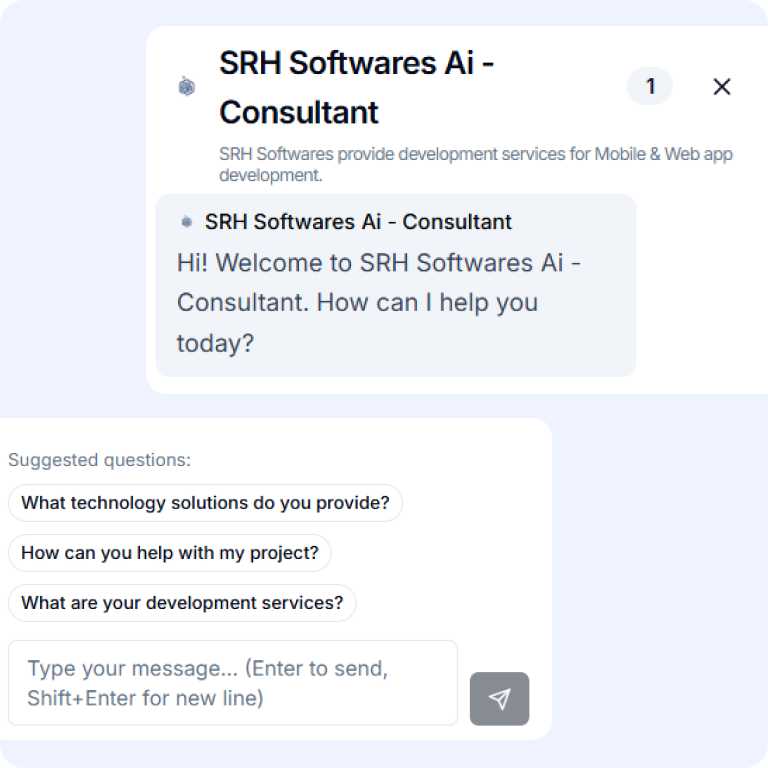 SRH Softwares Ai -
Consultant
1
SRH Softwares provide development services for Mobile & Web app
development.
SRH Softwares Ai - Consultant
Hi! Welcome to SRH Softwares Ai -
Consultant. How can I help you
today?
Suggested questions:
What technology solutions do you provide?
How can you help with my project?
What are your development services?
Type your message... (Enter to send,
Shift+Enter for new line)